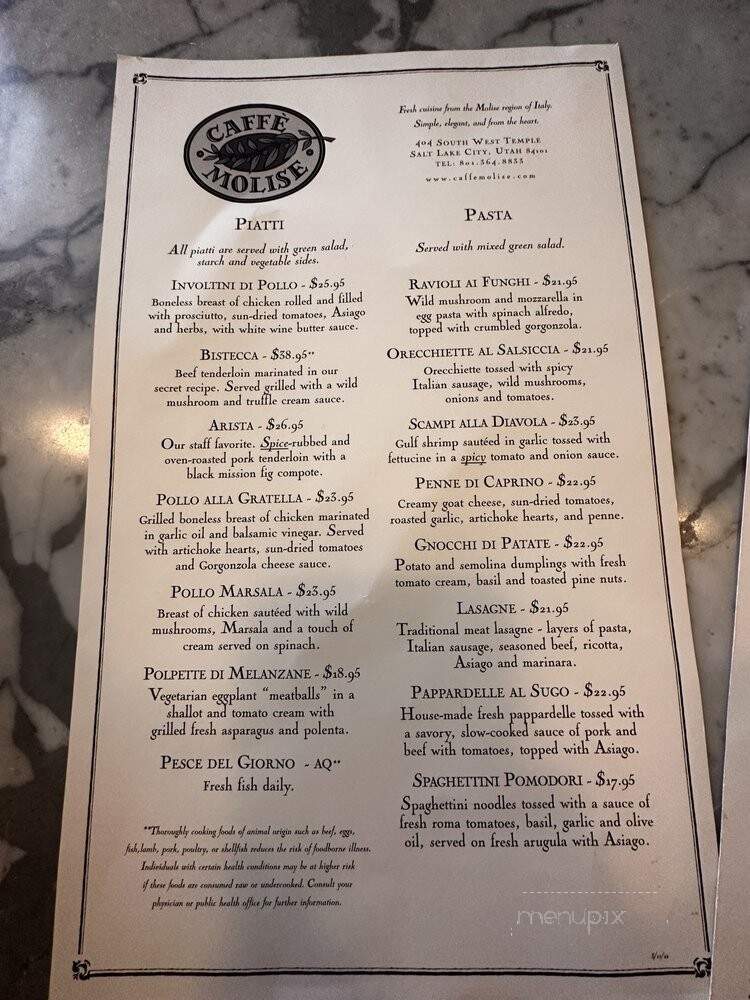 CAFFÈ
MOLISE
Fresh cuisine from the Molise region of Italy.
Simple, elegant, and from the heart.
404 South West Temple
Salt Lake City, Utah 84101
TEL: 801.364.8833
www.caffemolise.com
PIATTI
All piatti are served with green salad,
starch and vegetable sides.
INVOLTINI DI POLLO - $25.95
Boneless breast of chicken rolled and filled
with prosciutto, sun-dried tomatoes, Asiago
and herbs, with white wine butter sauce.
BISTECCA - $38.95**
Beef tenderloin marinated in our
secret recipe. Served grilled with a wild
mushroom and truffle cream sauce.
ARISTA - $26.95
Our staff favorite. Spice-rubbed and
oven-roasted pork tenderloin with a
black mission fig compote.
POLLO ALLA GRATELLA - $23.95
Grilled boneless breast of chicken marinated
in garlic oil and balsamic vinegar. Served
with artichoke hearts, sun-dried tomatoes
and Gorgonzola cheese sauce.
POLLO MARSALA - $23.95
Breast of chicken sautéed with wild
mushrooms, Marsala and a touch of
cream served on spinach.
POLPETTE DI MELANZANE - $18.95
Vegetarian eggplant “meatballs” in a
shallot and tomato cream with
grilled fresh asparagus and polenta.
PESCE DEL GIORNO - AQ**
Fresh fish daily.
**Thoroughly cooking foods of animal origin such as beef, eggs,
fish, lamb, pork, poultry, or shellfish reduces the risk of foodborne illness.
Individuals with certain health conditions may be at higher risk
if these foods are consumed raw or undercooked. Consult your
physician or public health office for further information.
PASTA
Served with mixed green salad.
RAVIOLI AI FUNGHI - $21.95
Wild mushroom and mozzarella in
egg pasta with spinach alfredo,
topped with crumbled gorgonzola.
ORECCHIETTE AL SALSICCIA - $21.95
Orecchiette tossed with spicy
Italian sausage, wild mushrooms,
onions and tomatoes.
SCAMPI ALLA DIAVOLA - $23.95
Gulf shrimp sautéed in garlic tossed with
fettucine in a spicy tomato and onion sauce.
PENNE DI CAPRINO - $22.95
Creamy goat cheese, sun-dried tomatoes,
roasted garlic, artichoke hearts, and penne.
GNOCCHI DI PATATE - $22.95
Potato and semolina dumplings with fresh
tomato cream, basil and toasted pine nuts.
LASAGNE - $21.95
Traditional meat lasagne - layers of pasta,
Italian sausage, seasoned beef, ricotta,
Asiago and marinara.
PAPPARDELLE AL SUGO - $22.95
House-made fresh pappardelle tossed with
a savory, slow-cooked sauce of pork and
beef with tomatoes, topped with Asiago.
SPAGHETTINI POMODORI - $17.95
Spaghettini noodles tossed with a sauce of
fresh roma tomatoes, basil, garlic and olive
oil, served on fresh arugula with Asiago.
menupix